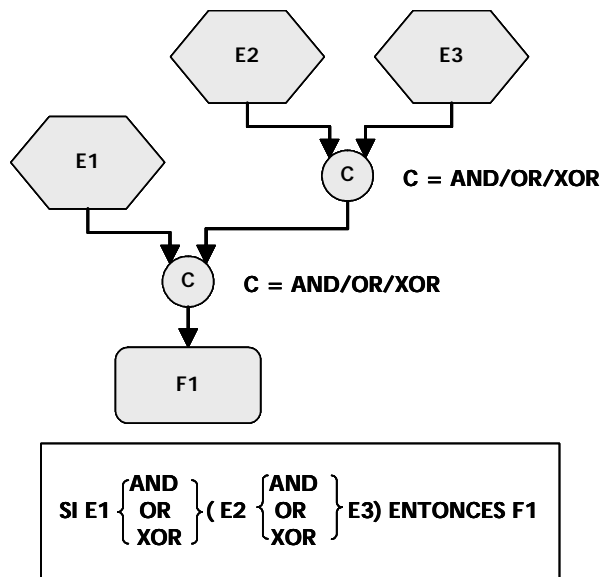 E2
E3
E1
C
C = AND/OR/XOR
C
C = AND/OR/XOR
F1
AND AND
SI E1 { OR } ( E2 { OR } E3) ENTONCES F1
XOR XOR